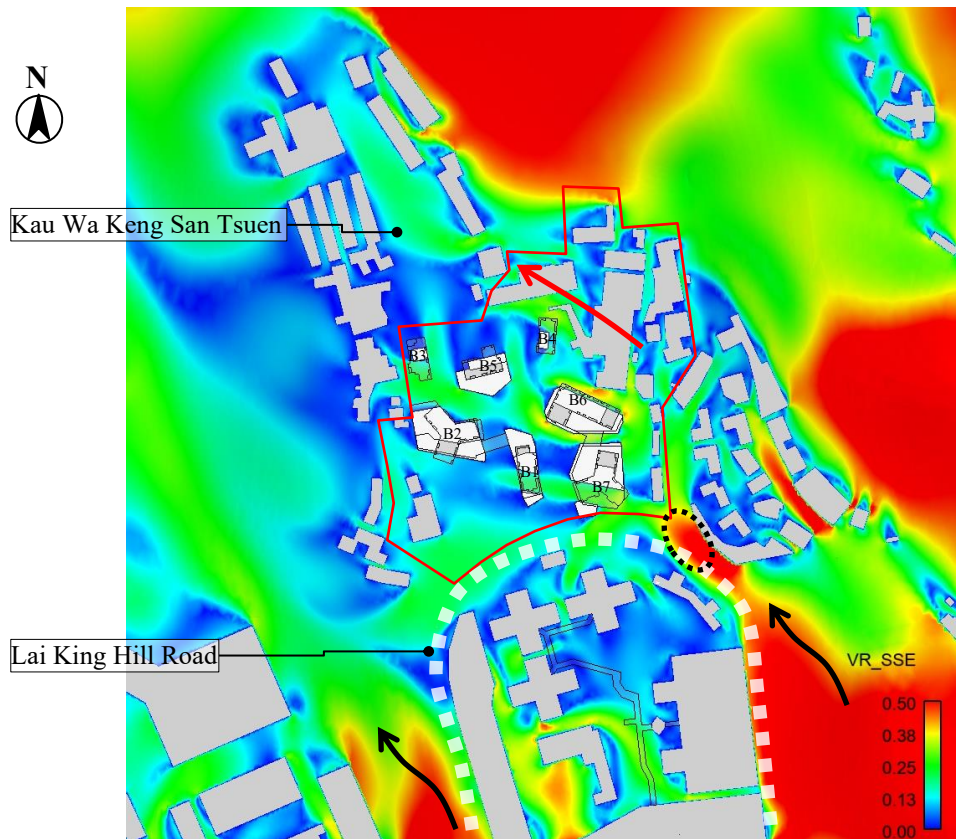 N
Kau Wa Keng San Tsuen
B4
B3
B5
B6
B2
B1
B7
Lai King Hill Road
VR_SSE
0.50
0.38
0.25
0.13
0.00